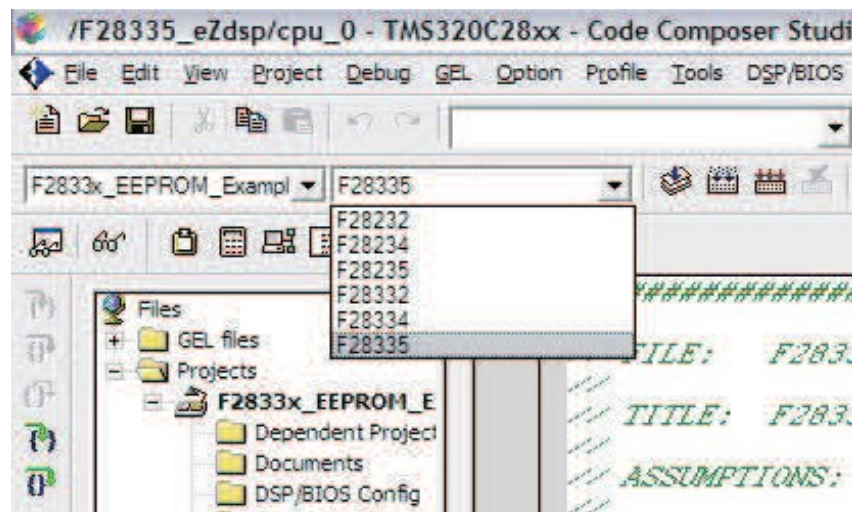 /F28335_eZdsp/cpu_0 - TMS320C28xx - Code Composer Studi
File Edit View Project Debug GEL Option Profile Tools DSP/BIOS
F2833x_EEPROM_Exampl F28335
F28232
F28234
F28235
F28332
F28334
F28335
Files
GEL files
Projects
F2833x_EEPROM_E
Dependent Project
Documents
DSP/BIOS Config
##############
// FILE: F2833
//
// TITLE: F2833
//
// ASSUMPTIONS:
//